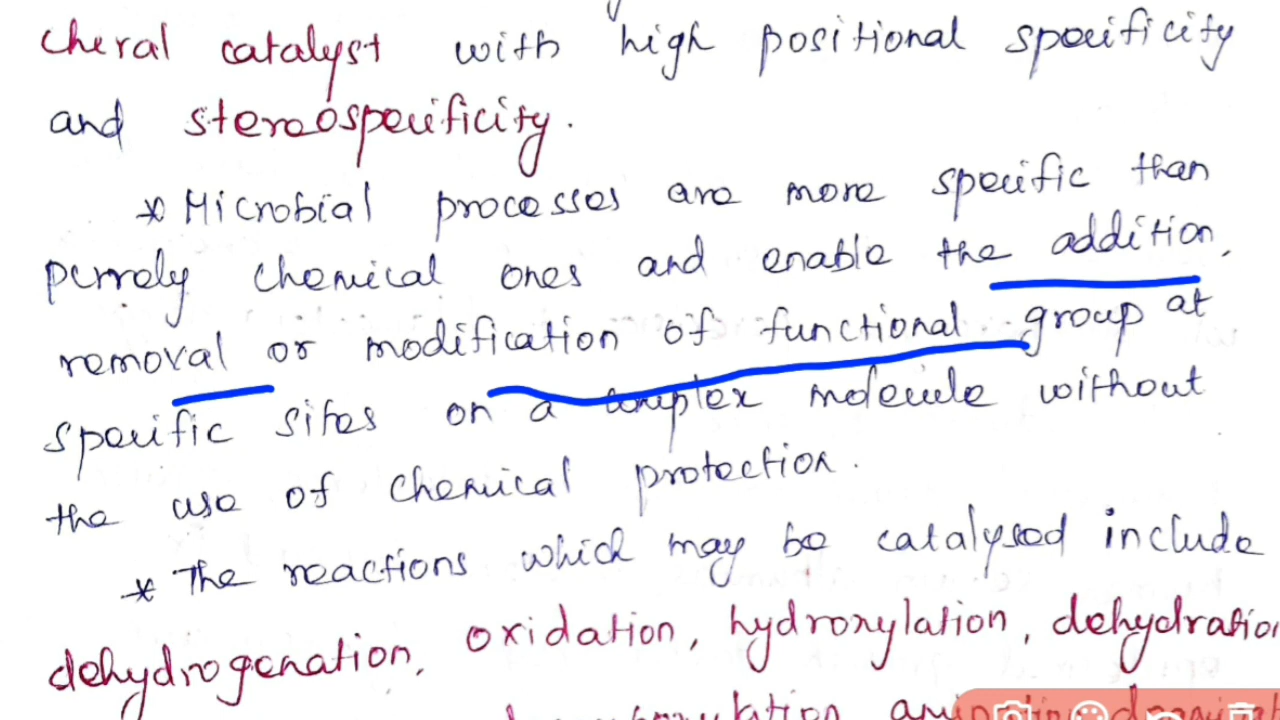 cheral catalyst with high positional specificity
and stereospecificity.
* Microbial processes are more specific than
purely chemical ones and enable the addition,
removal or modification of functional group at
specific sites on a complex molecule without
the use of chemical protection.
* The reactions which may be catalysed include
dehydrogenation, oxidation, hydroxylation, dehydration